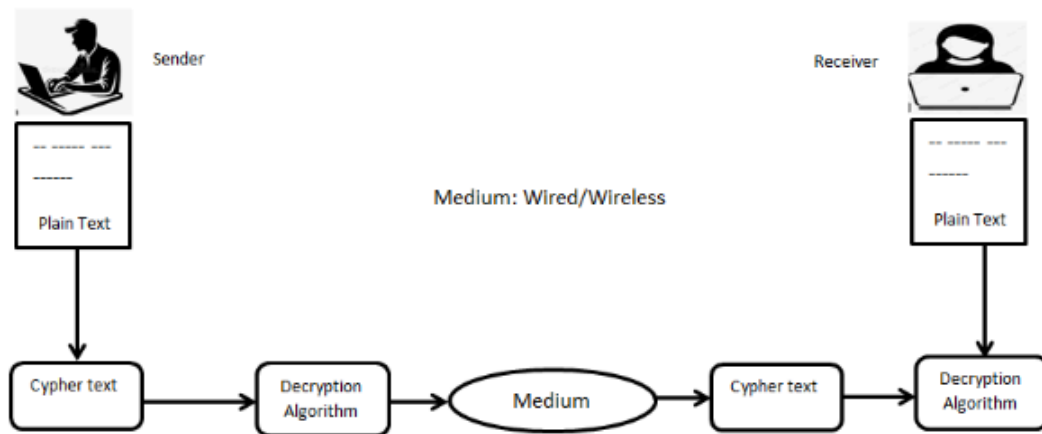 Sender
Receiver
-- ----- ---
------
Plain Text
Medium: Wired/Wireless
-- ----- ---
------
Plain Text
Cypher text
Decryption
Algorithm
Medium
Cypher text
Decryption
Algorithm